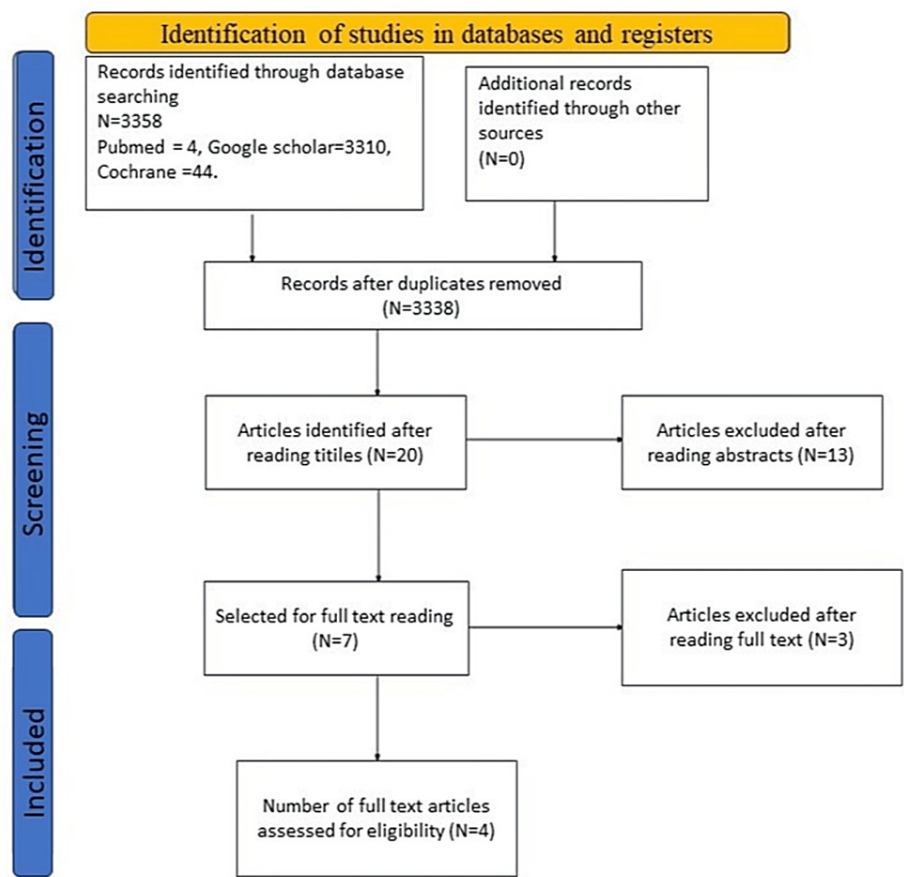 Identification of studies in databases and registers
Identification
Records identified through database
searching
N=3358
Pubmed = 4, Google scholar=3310,
Cochrane =44.
Additional records
identified through other
sources
(N=0)
Records after duplicates removed
(N=3338)
Screening
Articles identified after
reading titiles (N=20)
Articles excluded after
reading abstracts (N=13)
Selected for full text reading
(N=7)
Articles excluded after
reading full text (N=3)
Included
Number of full text articles
assessed for eligibility (N=4)